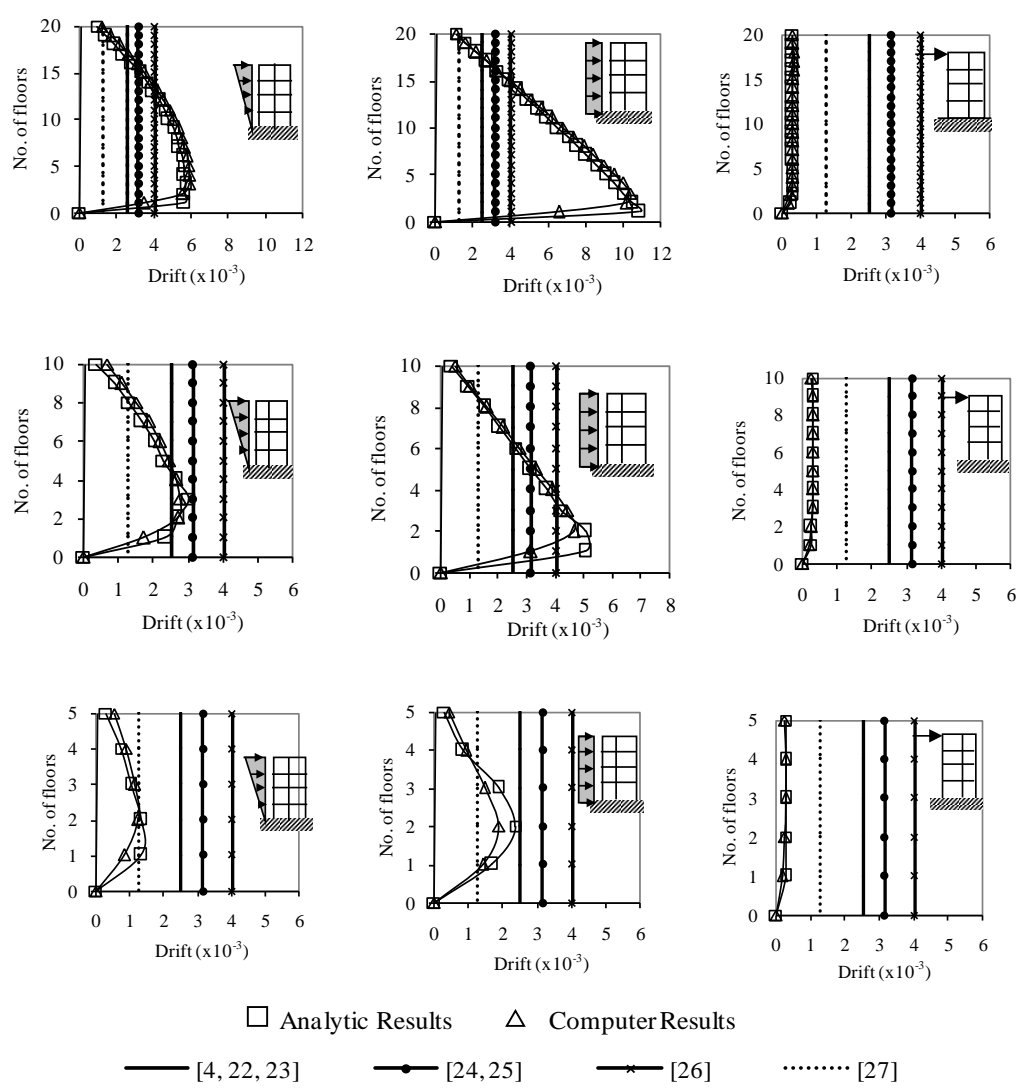 No. of floors
20
15
10
5
0
0 2 4 6 8 10 12
Drift (x10-3)
No. of floors
20
15
10
5
0
0 2 4 6 8 10 12
Drift (x10-3)
No. of floors
20
15
10
5
0
0 1 2 3 4 5 6
Drift (x10-3)
No. of floors
10
8
6
4
2
0
0 1 2 3 4 5 6
Drift (x10-3)
No. of floors
10
8
6
4
2
0
0 1 2 3 4 5 6 7 8
Drift (x10-3)
No. of floors
10
8
6
4
2
0
0 1 2 3 4 5 6
Drift (x10-3)
No. of floors
5
4
3
2
1
0
0 1 2 3 4 5 6
Drift (x10-3)
No. of floors
5
4
3
2
1
0
0 1 2 3 4 5 6
Drift (x10-3)
No. of floors
5
4
3
2
1
0
0 1 2 3 4 5 6
Drift (x10-3)
Analytic Results Computer Results
[4, 22, 23] [24, 25] [26] [27]